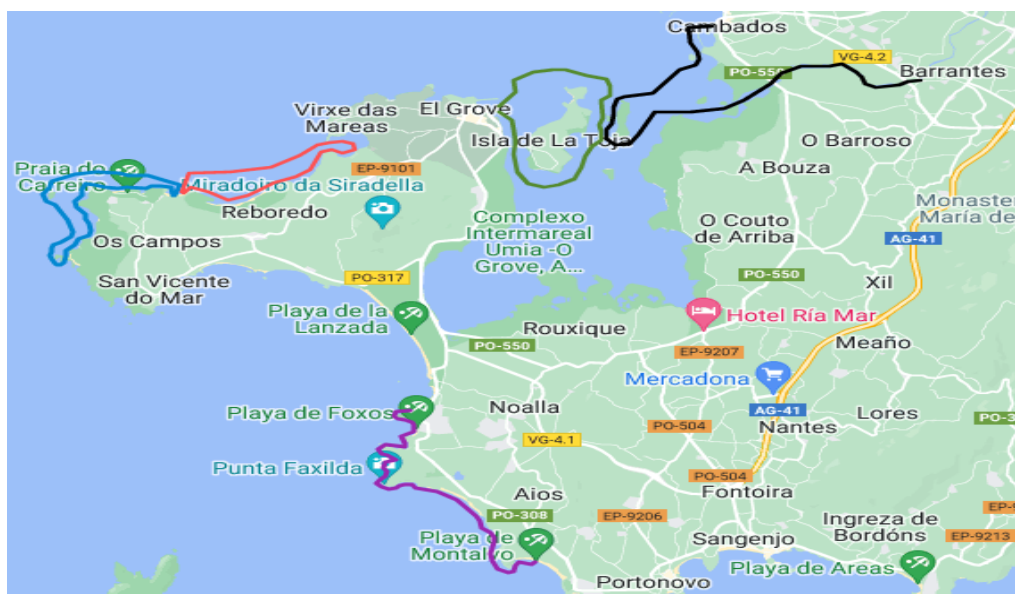 Cambados
VG-4.2
PO-550
Barrantes
El Grove
Virxe das
Mareas
Isla de La Toja
O Barroso
A Bouza
EP-9101
Praia do
Carreiro
Miradoiro da Siradella
Reboredo
Monaster
María de
Complexo
Intermareal
Umia -O
Grove, A...
O Couto
de Arriba
AG-41
Os Campos
PO-317
PO-550
San Vicente
do Mar
Xil
Playa de la
Lanzada
Hotel Ría Mar
Rouxique
PO-550
EP-9207
Meaño
Mercadona
Playa de Foxos
Noalla
AG-41
Lores
PO-3
Nantes
PO-504
VG-4.1
Punta Faxilda
PO-504
Fontoira
Aios
PO-308
EP-9206
EP-9
Ingreza de
Bordóns
EP-9213
Playa de
Montalvo
Sangenjo
Playa de Areas
Portonovo